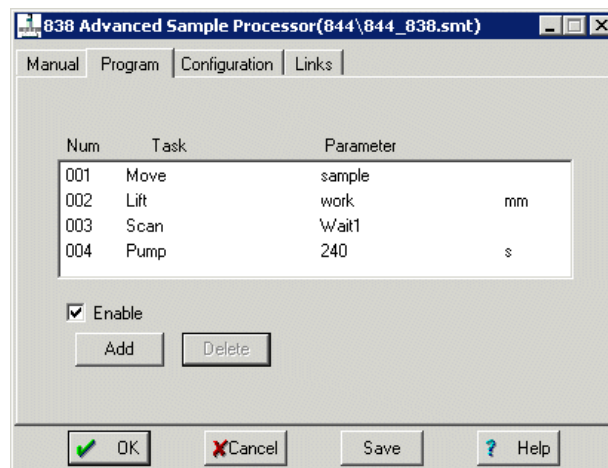 838 Advanced Sample Processor(844\844_838.smt)
Manual Program Configuration Links
Num Task Parameter
001 Move sample
002 Lift work mm
003 Scan Wait1
004 Pump 240 s
Enable
Add Delete
OK Cancel Save ? Help